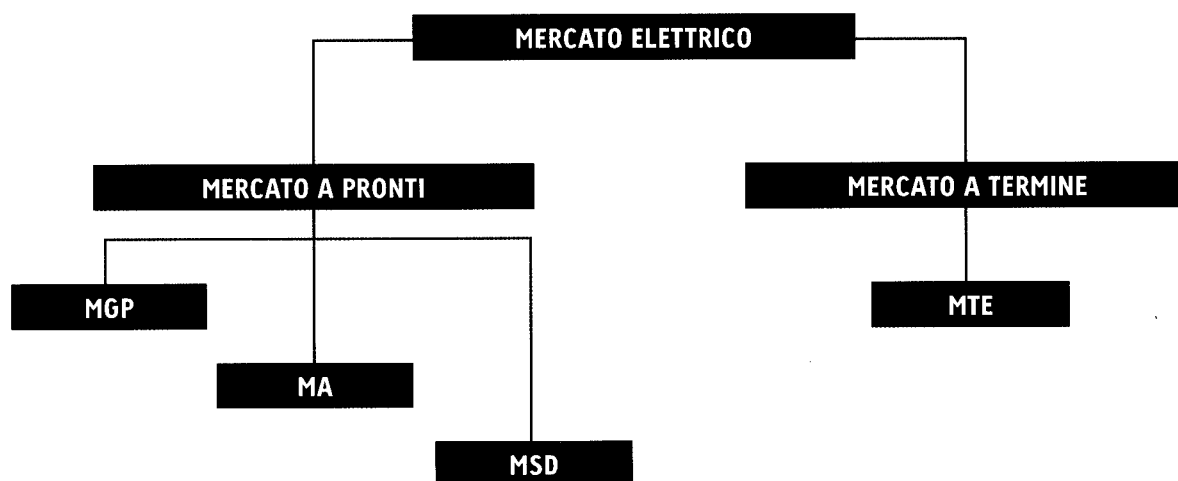 MERCATO ELETTRICO
MERCATO A PRONTI
MERCATO A TERMINE
MGP
MTE
MA
MSD